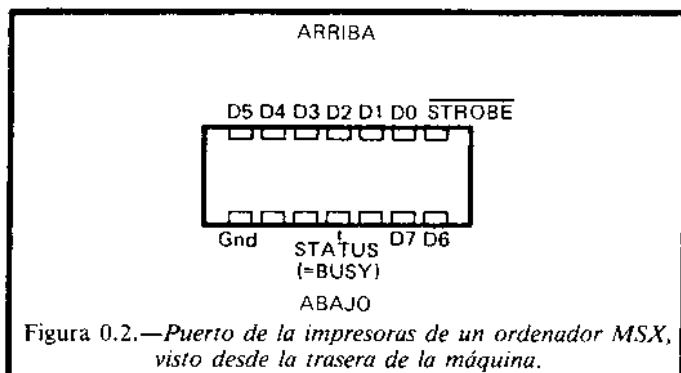 ARRIBA
D5 D4 D3 D2 D1 D0 STROBE
Gnd D7 D6
STATUS
(=BUSY)
ABAJO
Figura 0.2.—Puerto de la impresoras de un ordenador MSX,
visto desde la trasera de la máquina.